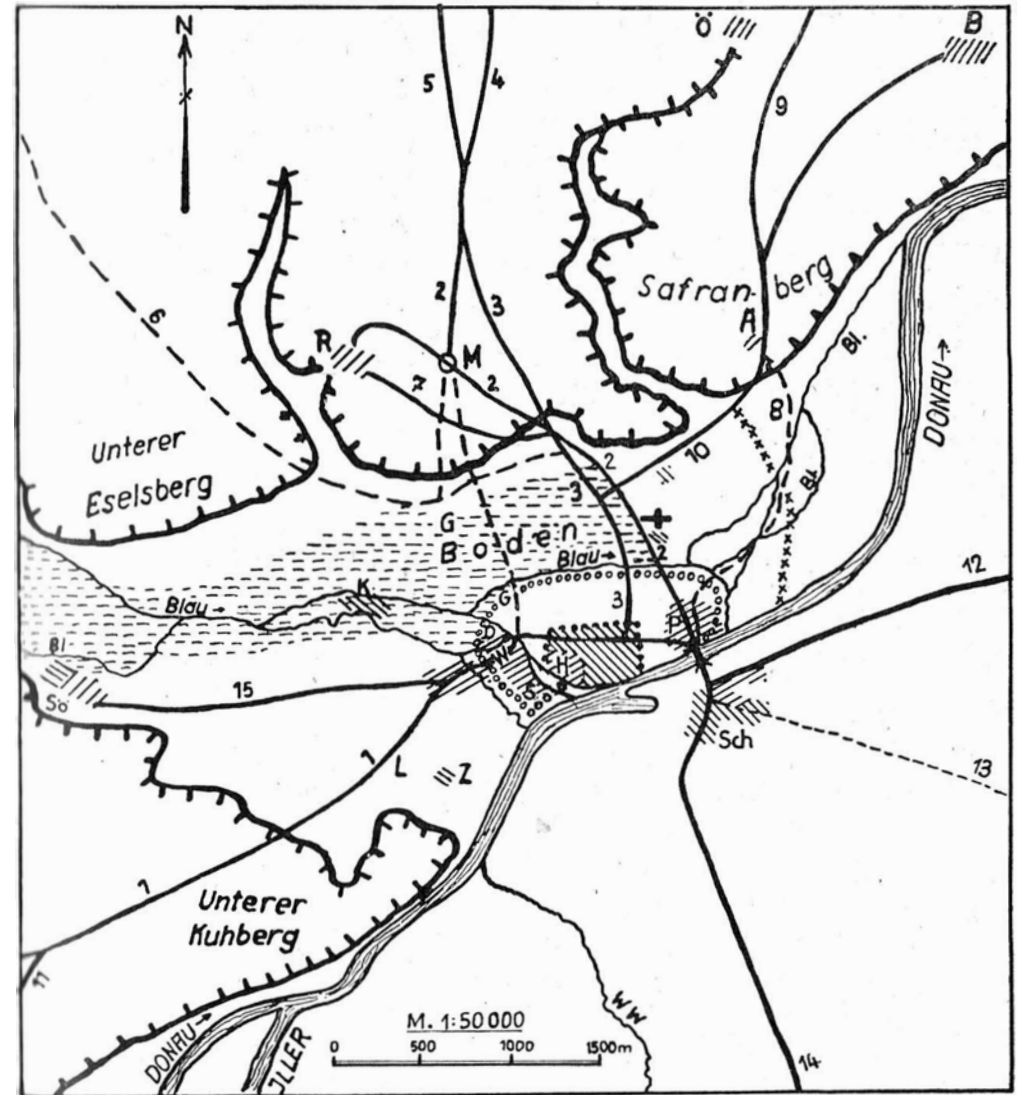 N
5
4
Ö
B
9
6
2
3
Safran-
berg
A
R
M
7
2
Bl.
DONAU →
8
Unterer
Eselsberg
10
2
3
G
Boden
Bl.
Blau →
2
12
Blau →
K
G
3
Bl
D
P
W
H
15
Sö
S
Sch
1
L
Z
13
1
Unterer
Kuhberg
11
M. 1:50 000
0 500 1000 1500m
DONAU →
ILLER
WW
14